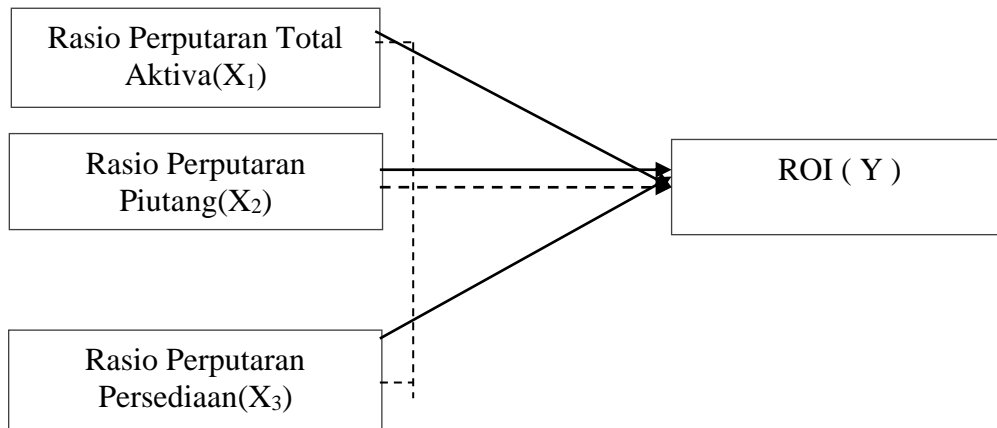 Rasio Perputaran Total
Aktiva(X₁)
Rasio Perputaran
Piutang(X₂)
ROI ( Y )
Rasio Perputaran
Persediaan(X₃)